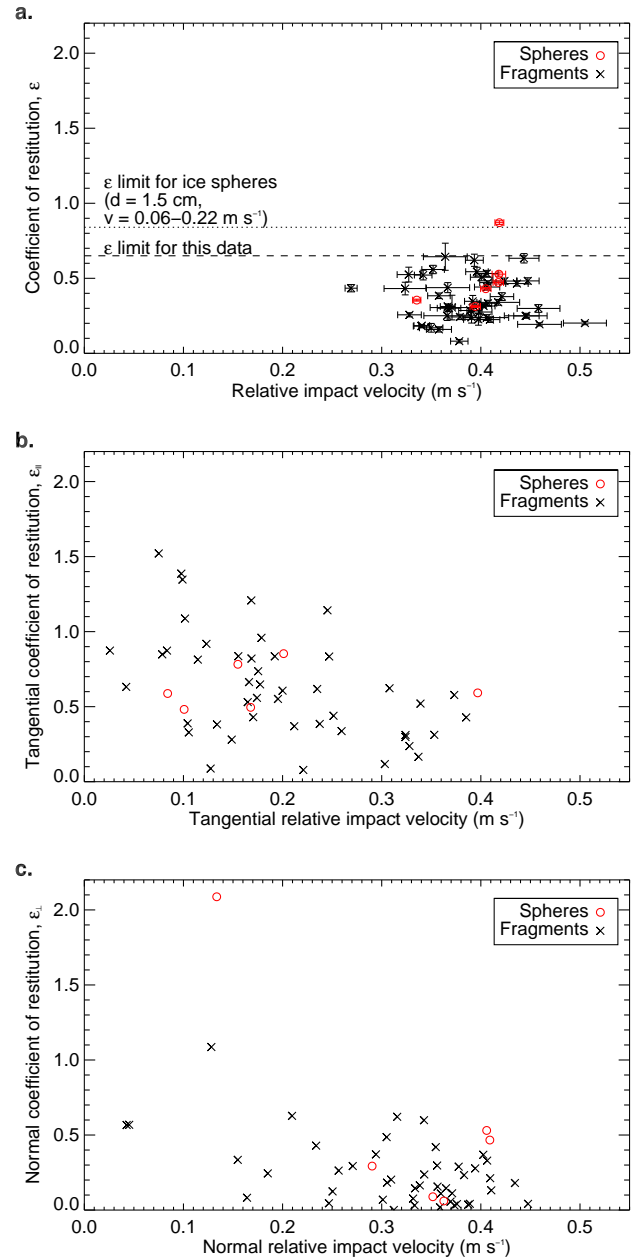 a.
2.0
1.5
1.0
0.5
0.0
Coefficient of restitution, ε
Spheres
Fragments
ε limit for ice spheres
(d = 1.5 cm,
v = 0.06–0.22 m s⁻¹)
ε limit for this data
0.0 0.1 0.2 0.3 0.4 0.5
Relative impact velocity (m s⁻¹)
b.
2.0
1.5
1.0
0.5
0.0
Tangential coefficient of restitution, ε∥
Spheres
Fragments
0.0 0.1 0.2 0.3 0.4 0.5
Tangential relative impact velocity (m s⁻¹)
c.
2.0
1.5
1.0
0.5
0.0
Normal coefficient of restitution, ε⊥
Spheres
Fragments
0.0 0.1 0.2 0.3 0.4 0.5
Normal relative impact velocity (m s⁻¹)